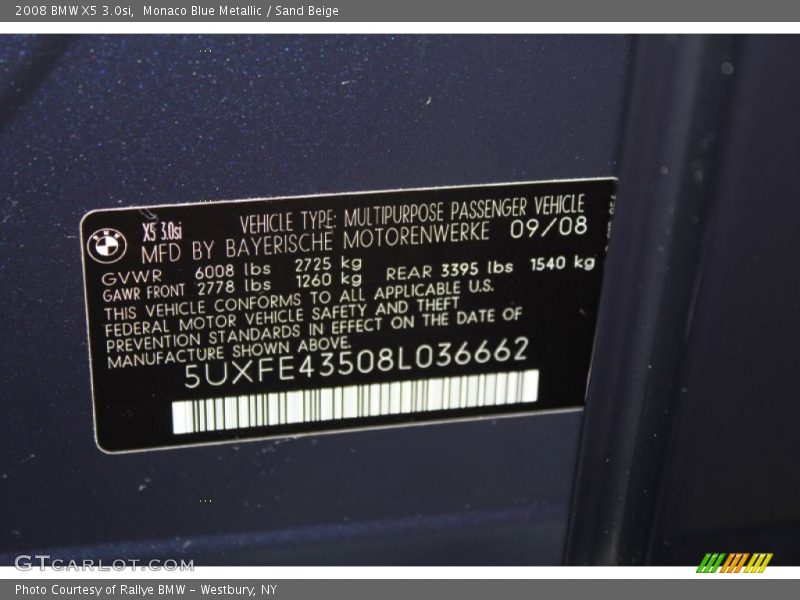 2008 BMW X5 3.0si, Monaco Blue Metallic / Sand Beige
X5 3.0si VEHICLE TYPE: MULTIPURPOSE PASSENGER VEHICLE
MFD BY BAYERISCHE MOTORENWERKE 09/08
GVWR 6008 lbs 2725 kg
GAWR FRONT 2778 lbs 1260 kg REAR 3395 lbs 1540 kg
THIS VEHICLE CONFORMS TO ALL APPLICABLE U.S.
FEDERAL MOTOR VEHICLE SAFETY AND THEFT
PREVENTION STANDARDS IN EFFECT ON THE DATE OF
MANUFACTURE SHOWN ABOVE.
5UXFE43508L036662
GTCARLOT.COM
Photo Courtesy of Rallye BMW - Westbury, NY